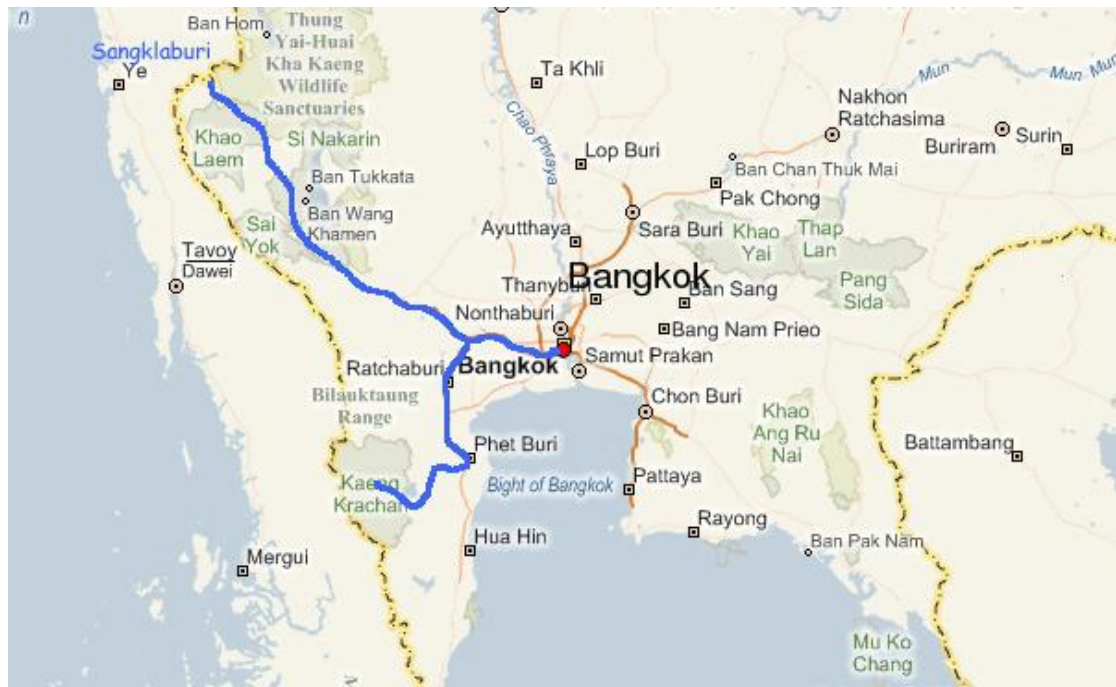 n
Ban Hom
Thung
Yai-Huai
Kha Kaeng
Wildlife
Sanctuaries
Sangklaburi
Ye
Ta Khli
Mun
Mun
Mun
Nakhon
Ratchasima
Buriram
Surin
Chao Phraya
Khao
Laem
Si Nakarin
Lop Buri
Ban Chan Thuk Mai
Pak Chong
Ban Tukkata
Ban Wang
Khamen
Sai
Yok
Ayutthaya
Sara Buri
Khao
Yai
Thap
Lan
Pang
Sida
Tavoy
Dawei
Bangkok
Thanyburi
Ban Sang
Nonthaburi
Bang Nam Prieo
Ratchaburi
Bangkok
Samut Prakan
Bilauktaung
Range
Chon Buri
Khao
Ang Ru
Nai
Battambang
Phet Buri
Kaeng
Krachan
Bight of Bangkok
Pattaya
Rayong
Hua Hin
Ban Pak Nam
Mergui
Mu Ko
Chang